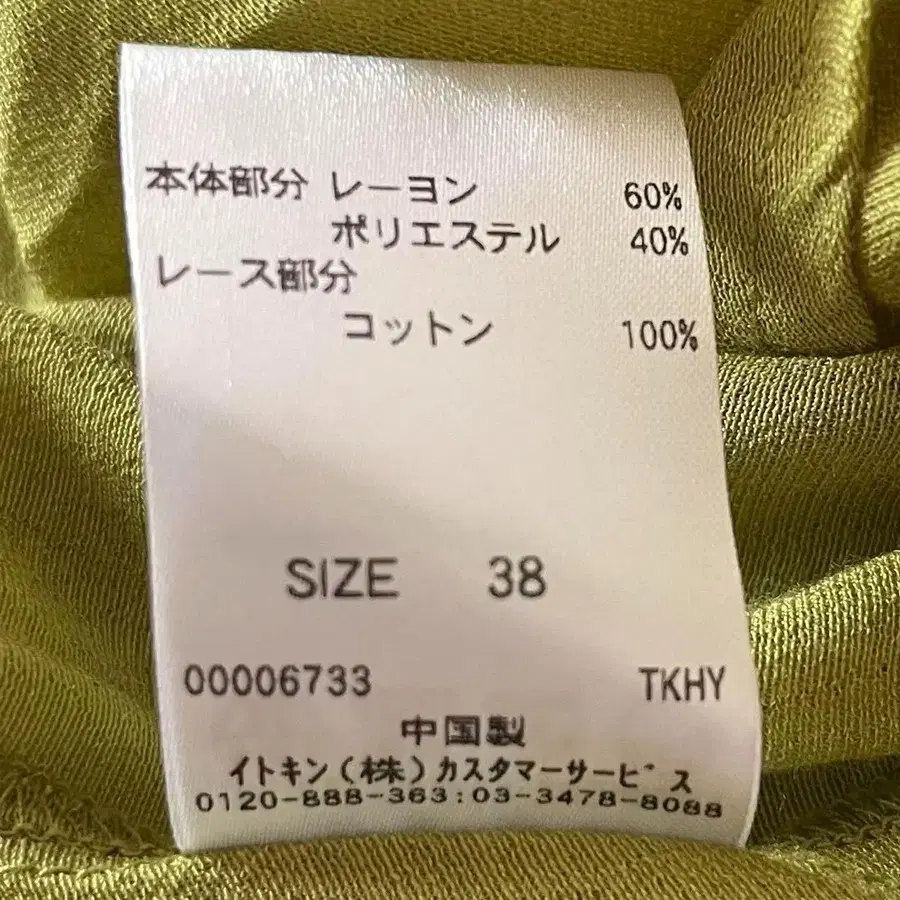 本体部分 レーヨン 60%
ポリエステル 40%
レース部分
コットン 100%
SIZE 38
00006733 TKHY
中国製
イトキン(株)カスタマーサービス
0120-888-363:03-3478-8088